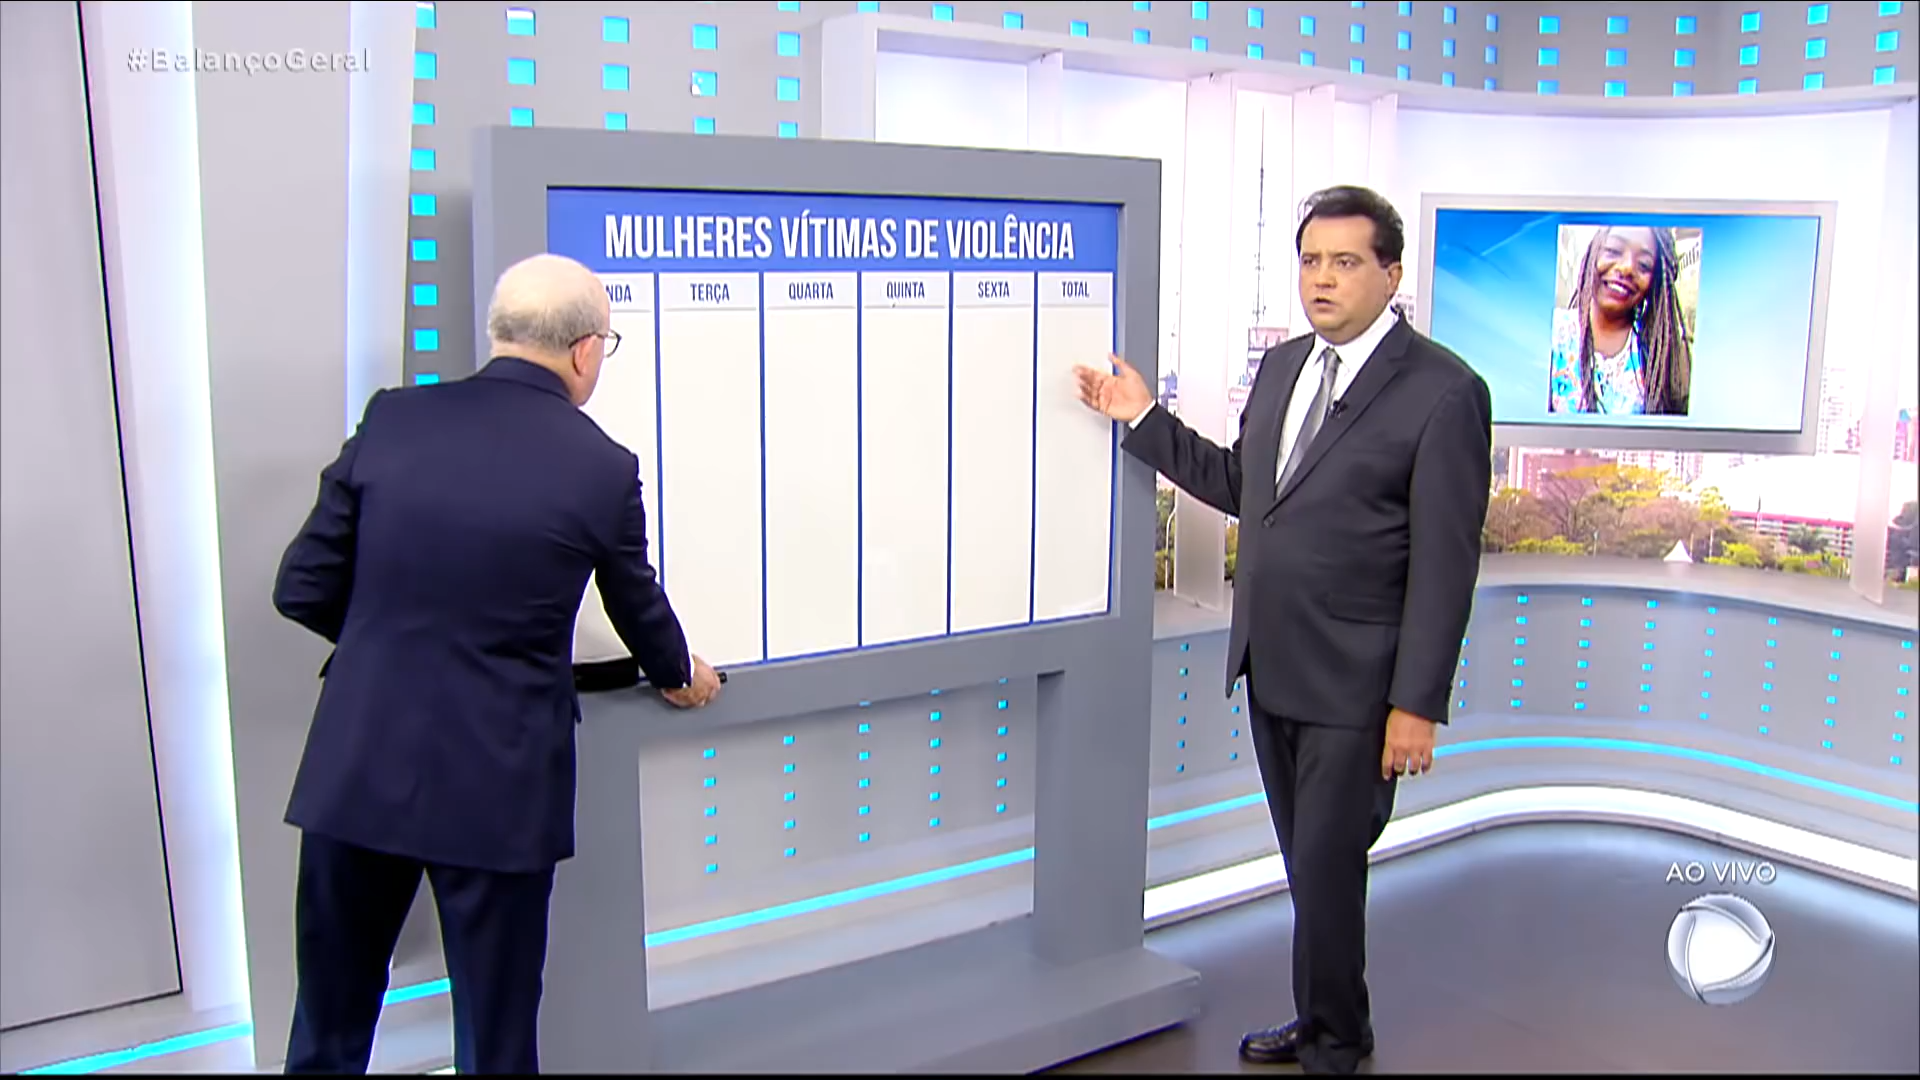 #BalançoGeral
MULHERES VÍTIMAS DE VIOLÊNCIA
NDA TERÇA QUARTA QUINTA SEXTA TOTAL
AO VIVO